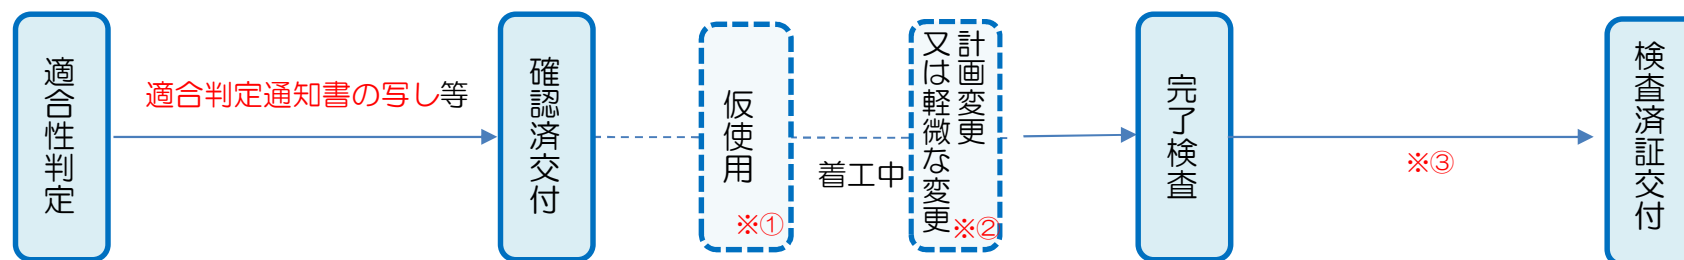 適合性判定
適合判定通知書の写し等
確認済交付
仮使用
※①
着工中
計画変更
又は軽微な変更
※②
完了検査
※③
検査済証交付